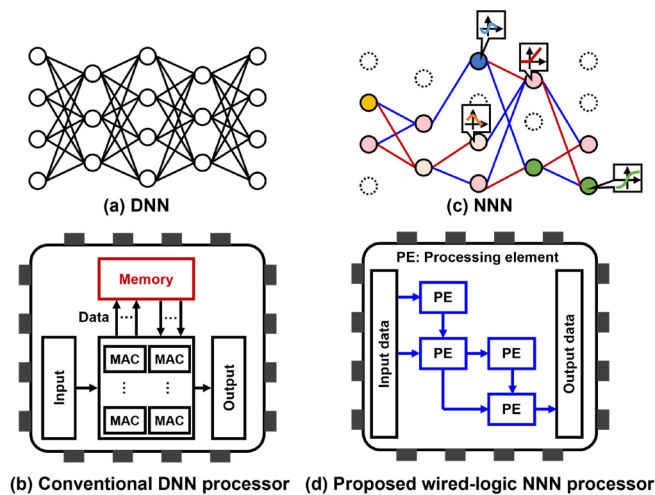 (a) DNN
(c) NNN
Memory
Data
...
...
Input
MAC
MAC
...
...
MAC
MAC
Output
(b) Conventional DNN processor
PE: Processing element
Input data
PE
PE
PE
PE
Output data
(d) Proposed wired-logic NNN processor